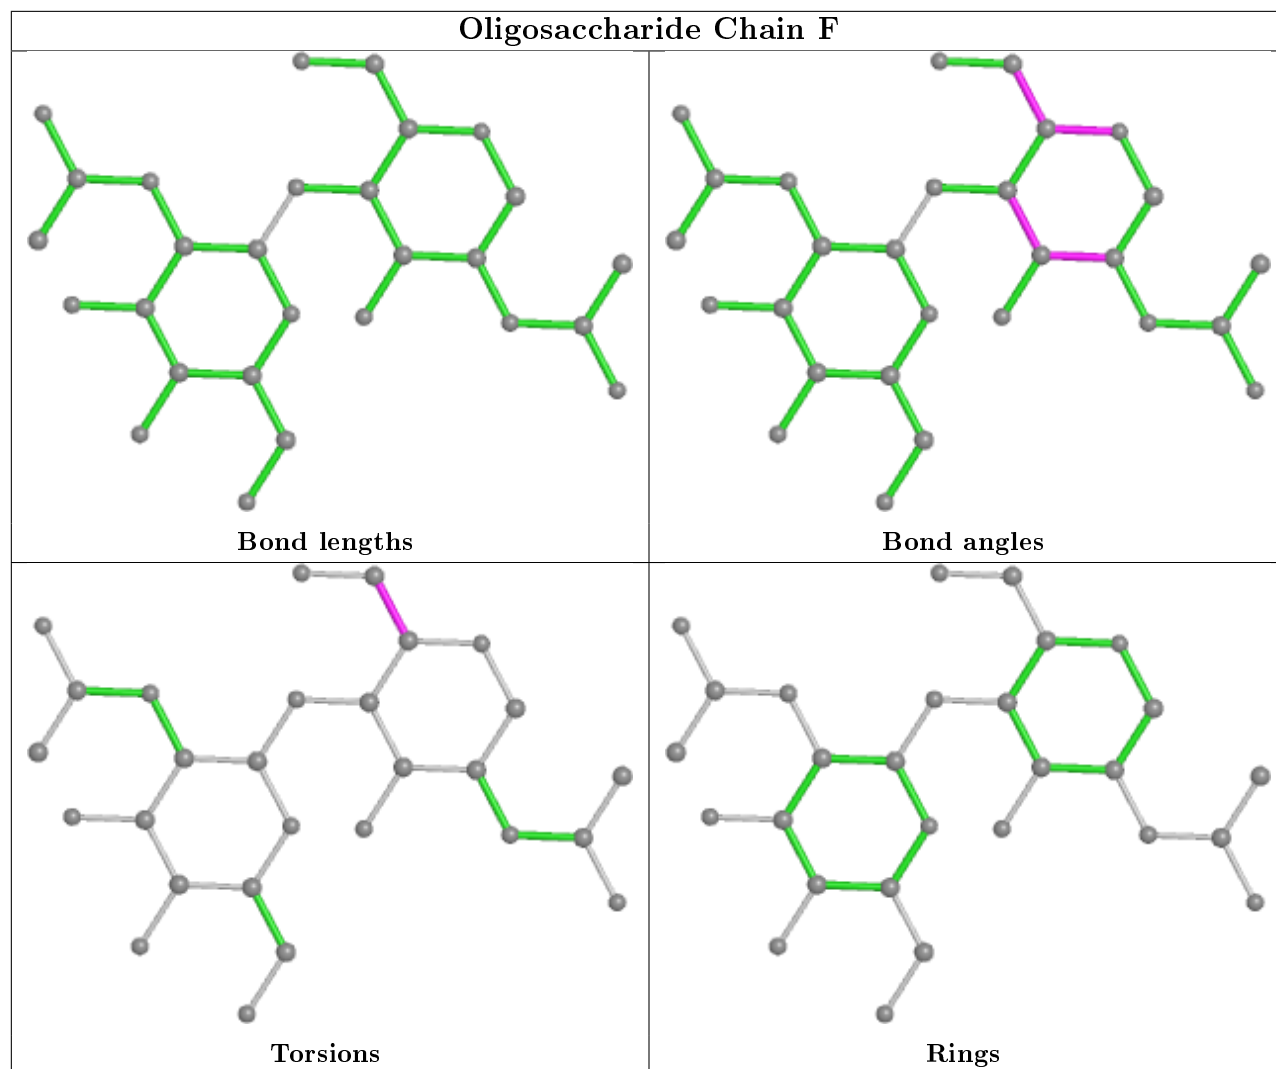 Oligosaccharide Chain F
Bond lengths
Bond angles
Torsions
Rings